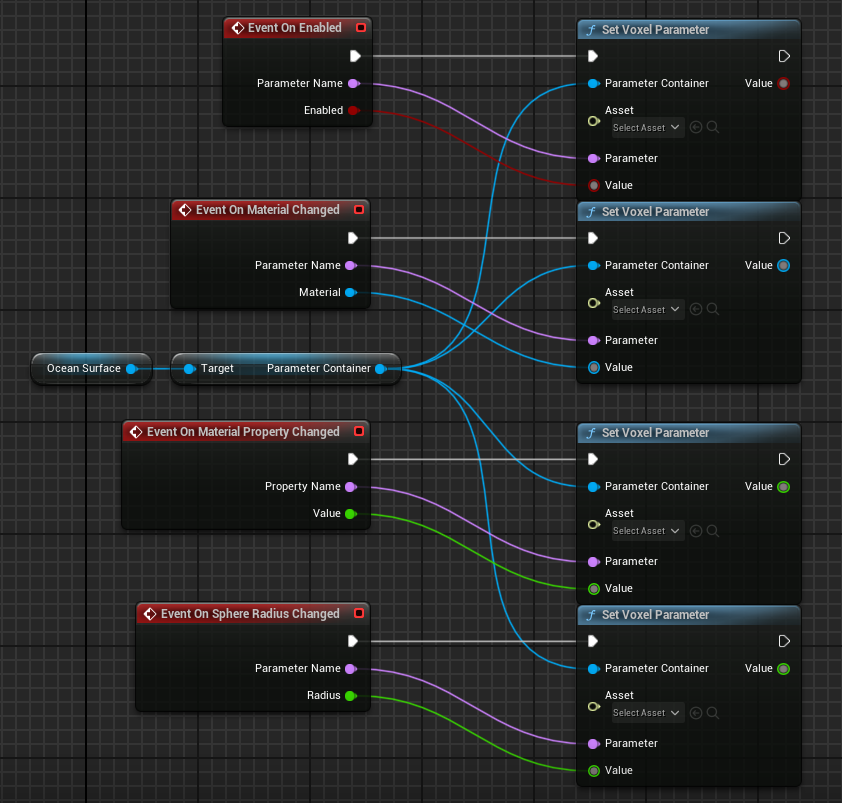 Event On Enabled
Parameter Name
Enabled
Set Voxel Parameter
Parameter Container Value
Asset
Select Asset
Parameter
Value
Event On Material Changed
Parameter Name
Material
Set Voxel Parameter
Parameter Container Value
Asset
Select Asset
Parameter
Value
Ocean Surface
Target Parameter Container
Event On Material Property Changed
Property Name
Value
Set Voxel Parameter
Parameter Container Value
Asset
Select Asset
Parameter
Value
Event On Sphere Radius Changed
Parameter Name
Radius
Set Voxel Parameter
Parameter Container Value
Asset
Select Asset
Parameter
Value